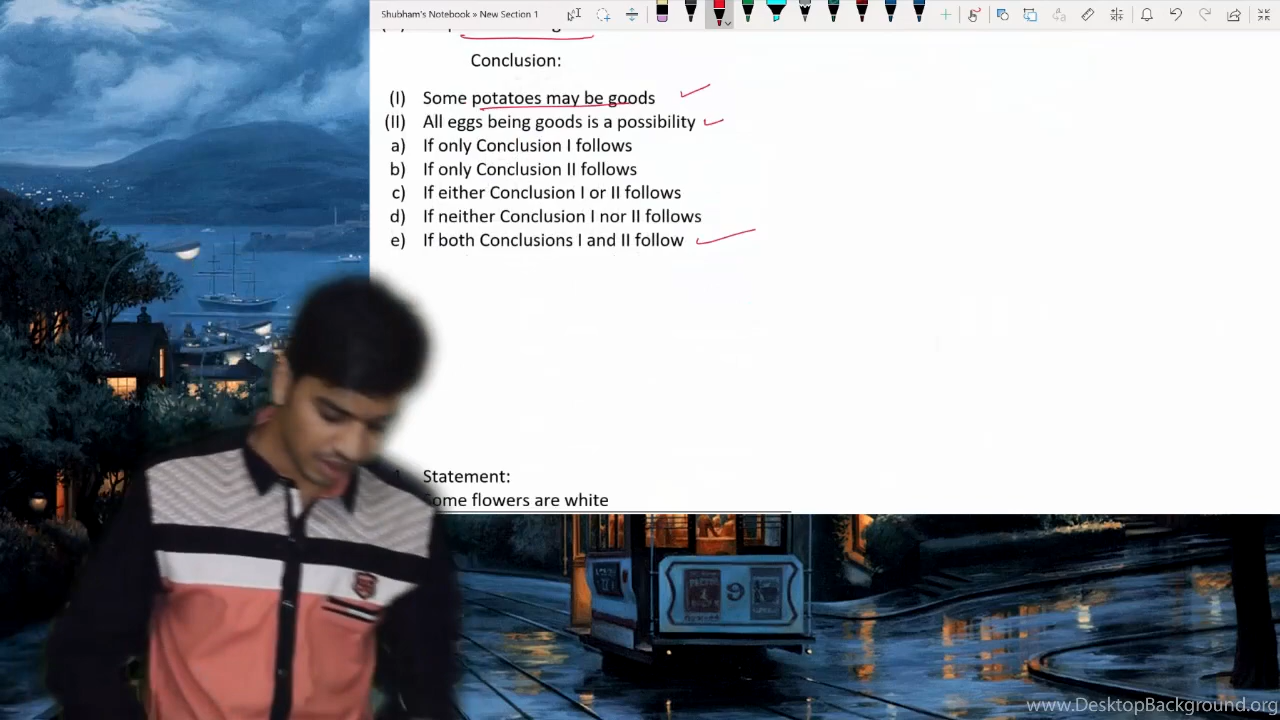 Shubham's Notebook » New Section 1
Conclusion:
(I) Some potatoes may be goods
(II) All eggs being goods is a possibility
a) If only Conclusion I follows
b) If only Conclusion II follows
c) If either Conclusion I or II follows
d) If neither Conclusion I nor II follows
e) If both Conclusions I and II follow
Statement:
Some flowers are white
9
www.DesktopBackground.org